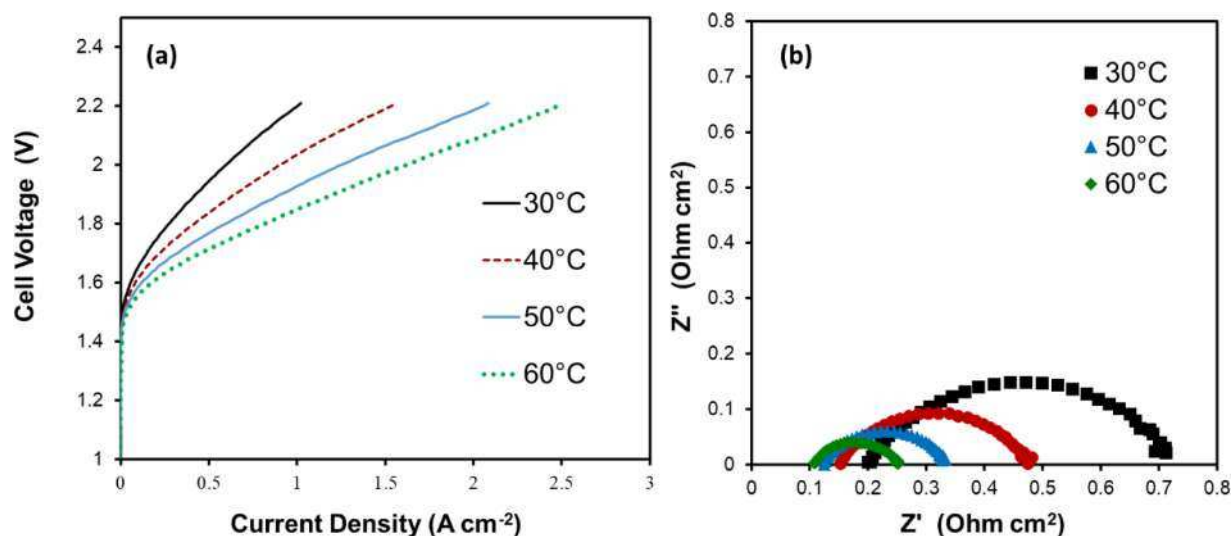 (a)
2.4
2.2
2
1.8
1.6
1.4
1.2
1
0
0.5
1
1.5
2
2.5
3
Cell Voltage (V)
Current Density (A cm⁻²)
30°C
40°C
50°C
60°C
(b)
0.8
0.7
0.6
0.5
0.4
0.3
0.2
0.1
0
0
0.1
0.2
0.3
0.4
0.5
0.6
0.7
0.8
Z'' (Ohm cm²)
Z' (Ohm cm²)
30°C
40°C
50°C
60°C